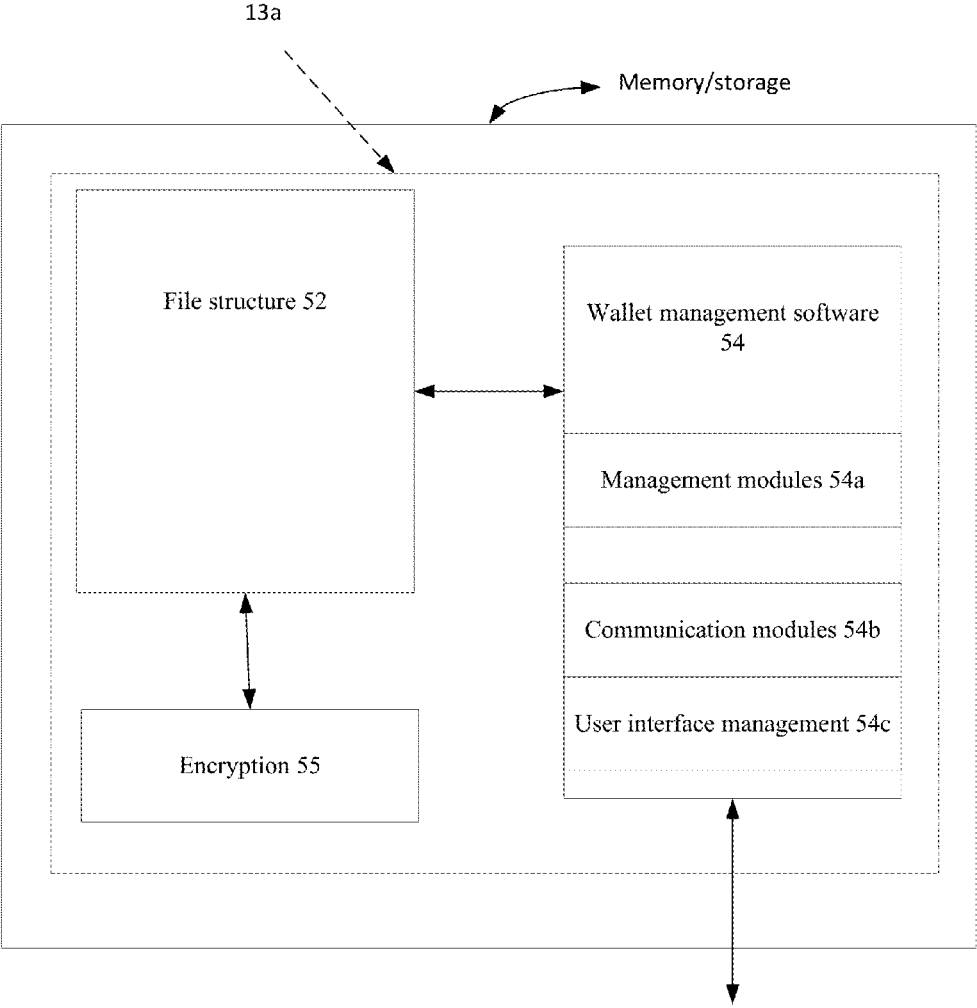 13a
Memory/storage
File structure 52
Wallet management software
54
Management modules 54a
Communication modules 54b
User interface management 54c
Encryption 55